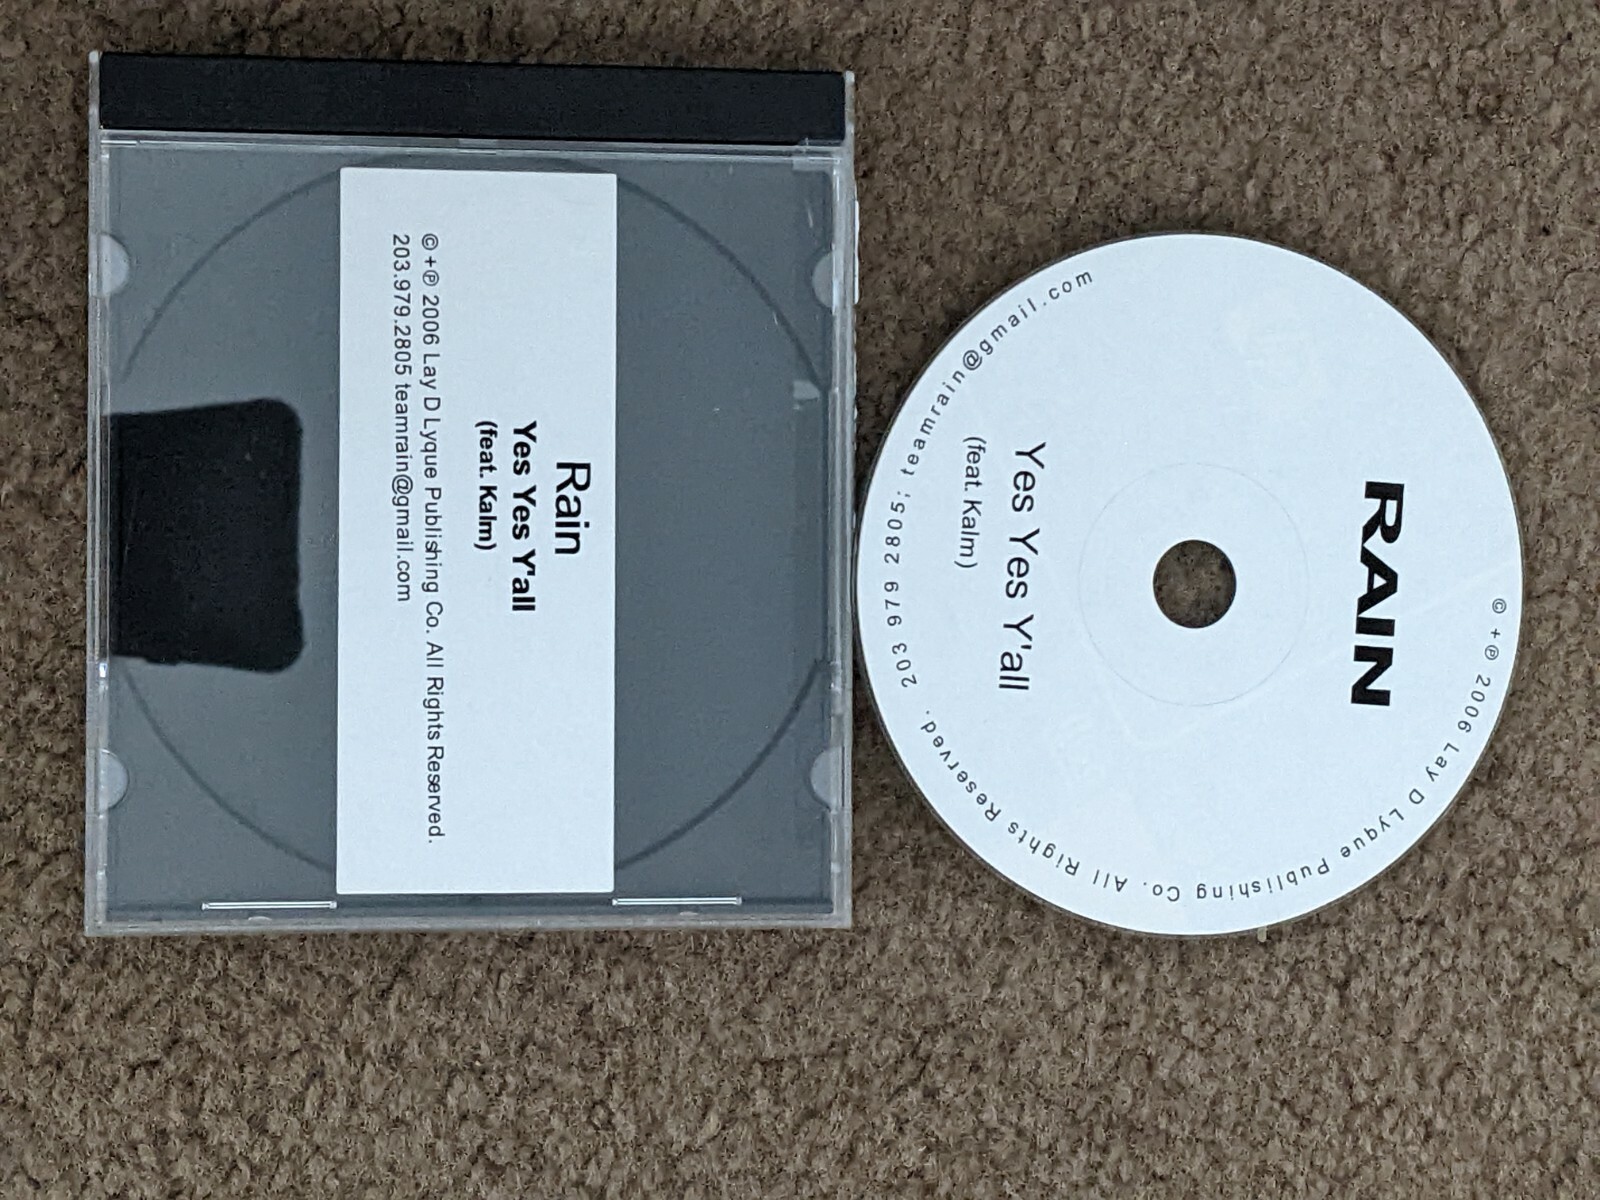 Rain
Yes Yes Y'all
(feat. Kalm)
©+℗ 2006 Lay D Lyque Publishing Co. All Rights Reserved.
203.979.2805 teamrain@gmail.com
RAIN
Yes Yes Y'all
(feat. Kalm)
© + ℗ 2006 Lay D Lyque Publishing Co. All Rights Reserved. 203 979 2805; teamrain@gmail.com